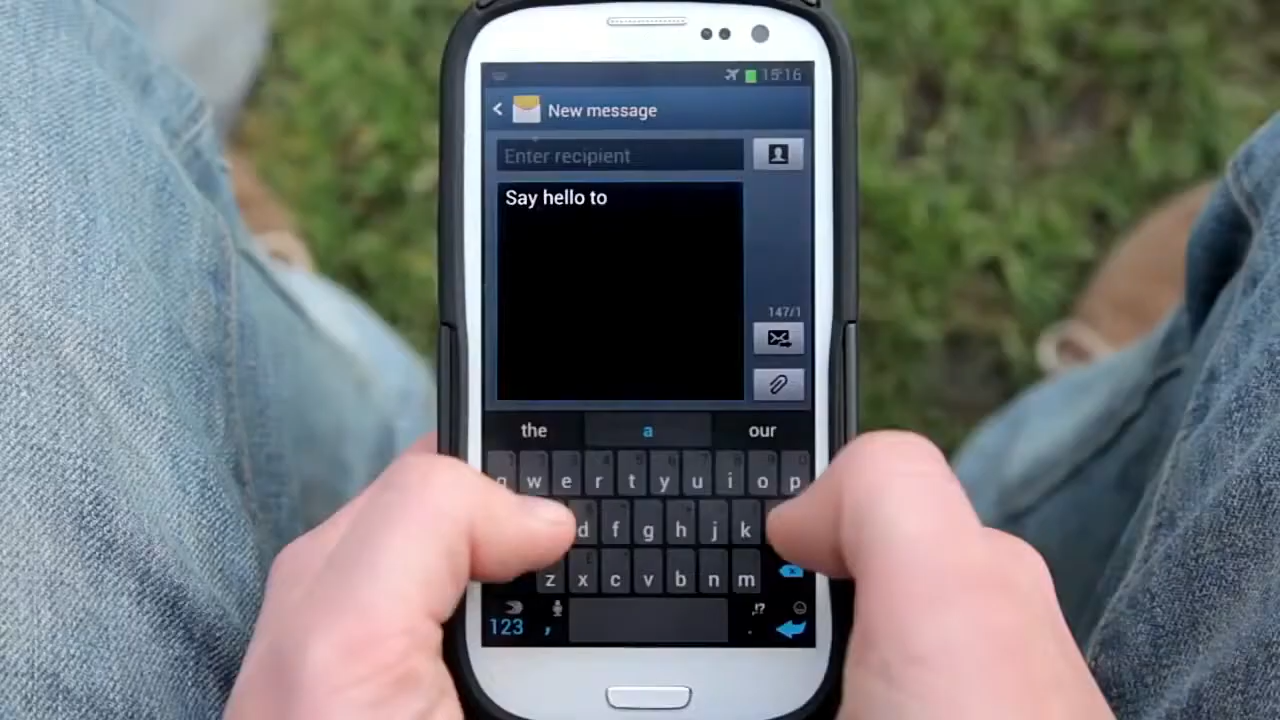 15:16
New message
Enter recipient
Say hello to
147/1
the a our
q w e r t y u i o p
d f g h j k
z x c v b n m
!?
123 , .